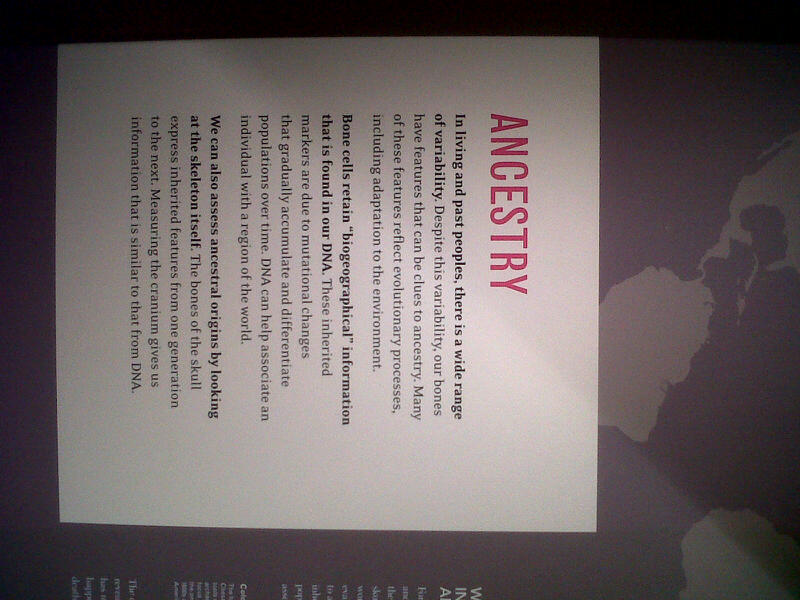 ANCESTRY
In living and past peoples, there is a wide range
of variability. Despite this variability, our bones
have features that can be clues to ancestry. Many
of these features reflect evolutionary processes,
including adaptation to the environment.
Bone cells retain “biogeographical” information
that is found in our DNA. These inherited
markers are due to mutational changes
that gradually accumulate and differentiate
populations over time. DNA can help associate an
individual with a region of the world.
We can also assess ancestral origins by looking
at the skeleton itself. The bones of the skull
express inherited features from one generation
to the next. Measuring the cranium gives us
information that is similar to that from DNA.